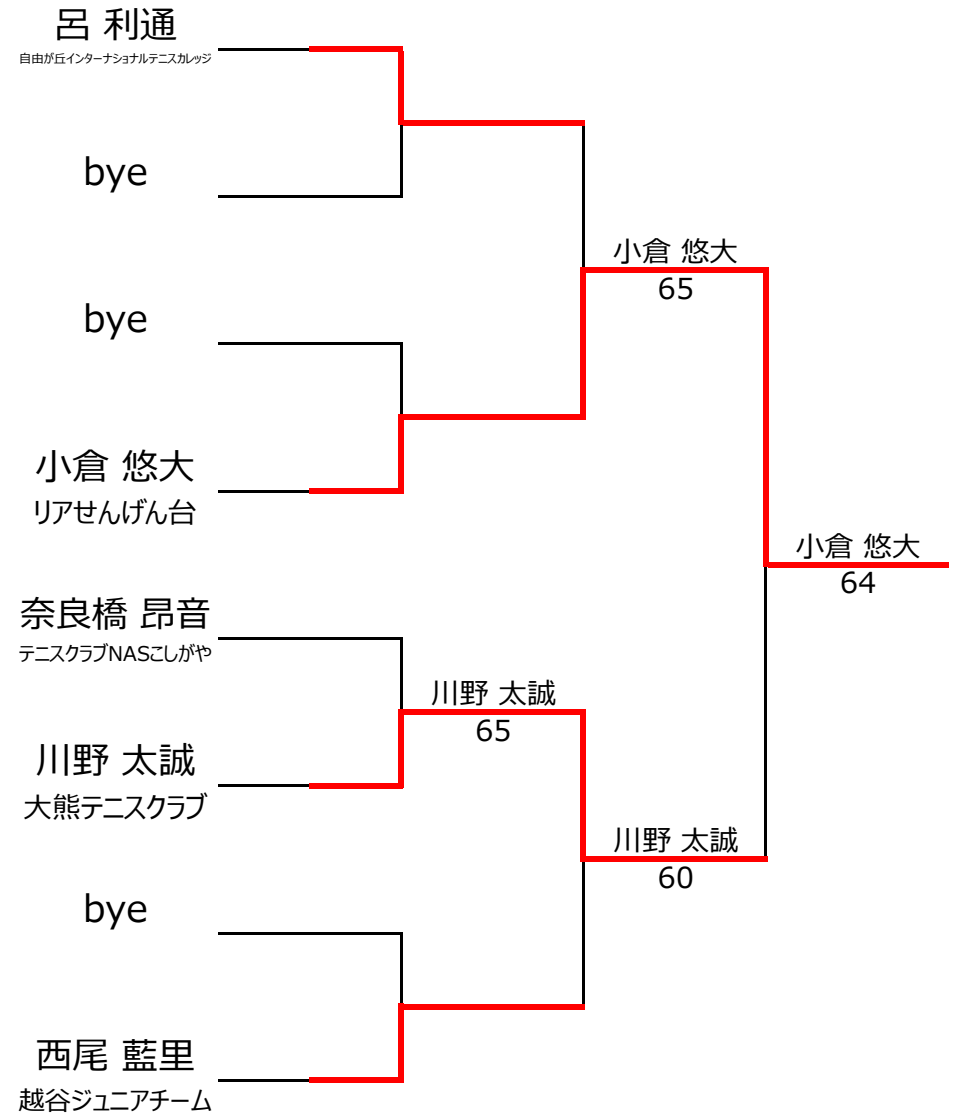 呂 利通
自由が丘インターナショナルテニスカレッジ
bye
bye
小倉 悠大
リアせんげん台
奈良橋 昂音
テニスクラブNASこしがや
川野 太誠
大熊テニスクラブ
bye
西尾 藍里
越谷ジュニアチーム
川野 太誠
65
小倉 悠大
65
川野 太誠
60
小倉 悠大
64